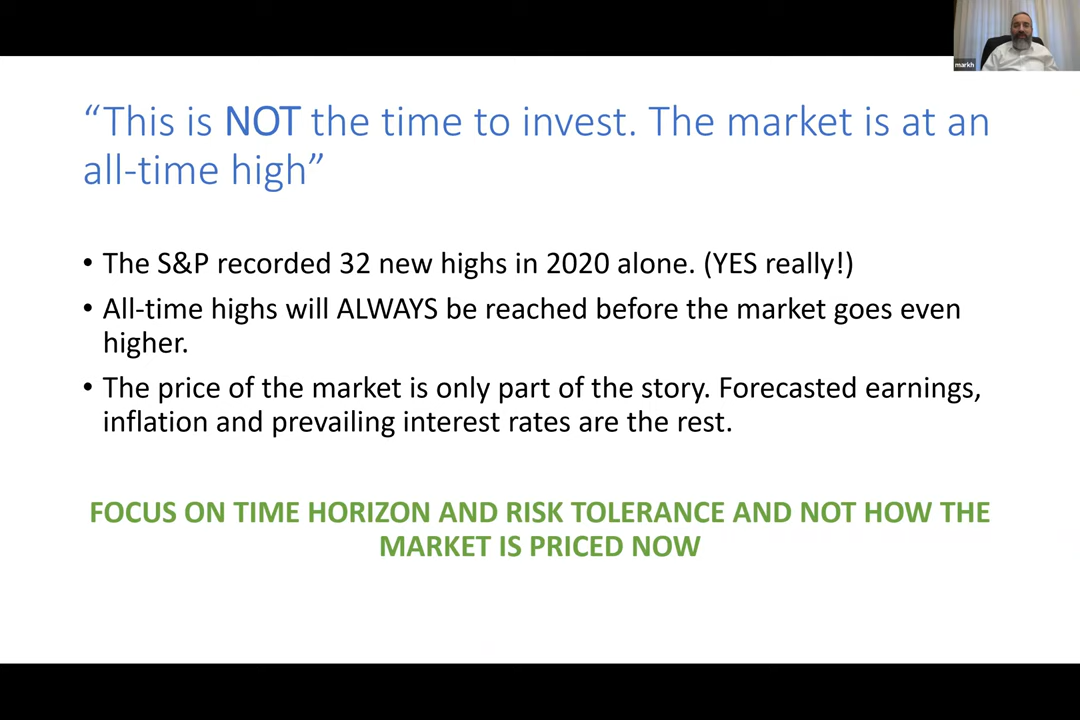 markh
“This is NOT the time to invest. The market is at an
all-time high”
• The S&P recorded 32 new highs in 2020 alone. (YES really!)
• All-time highs will ALWAYS be reached before the market goes even
higher.
• The price of the market is only part of the story. Forecasted earnings,
inflation and prevailing interest rates are the rest.
FOCUS ON TIME HORIZON AND RISK TOLERANCE AND NOT HOW THE
MARKET IS PRICED NOW